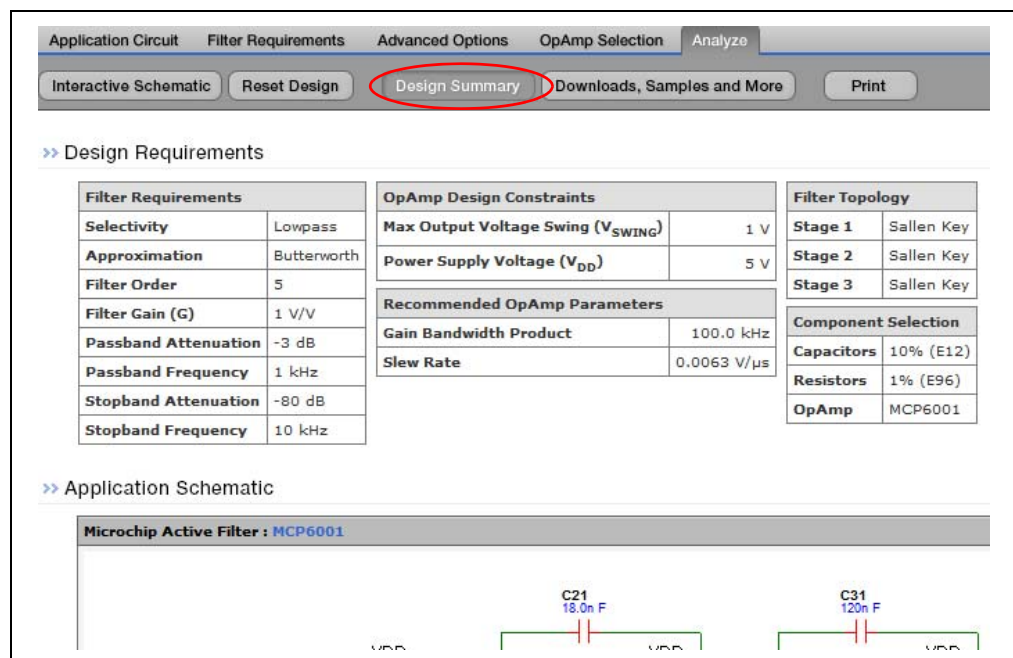 Application Circuit Filter Requirements Advanced Options OpAmp Selection Analyze
Interactive Schematic Reset Design Design Summary Downloads, Samples and More Print
>> Design Requirements
Filter Requirements
Selectivity Lowpass
Approximation Butterworth
Filter Order 5
Filter Gain (G) 1 V/V
Passband Attenuation -3 dB
Passband Frequency 1 kHz
Stopband Attenuation -80 dB
Stopband Frequency 10 kHz
OpAmp Design Constraints
Max Output Voltage Swing (VSWING) 1 V
Power Supply Voltage (VDD) 5 V
Recommended OpAmp Parameters
Gain Bandwidth Product 100.0 kHz
Slew Rate 0.0063 V/µs
Filter Topology
Stage 1 Sallen Key
Stage 2 Sallen Key
Stage 3 Sallen Key
Component Selection
Capacitors 10% (E12)
Resistors 1% (E96)
OpAmp MCP6001
>> Application Schematic
Microchip Active Filter : MCP6001
C21 C31
18.0n F 120n F
VDD VDD VDD